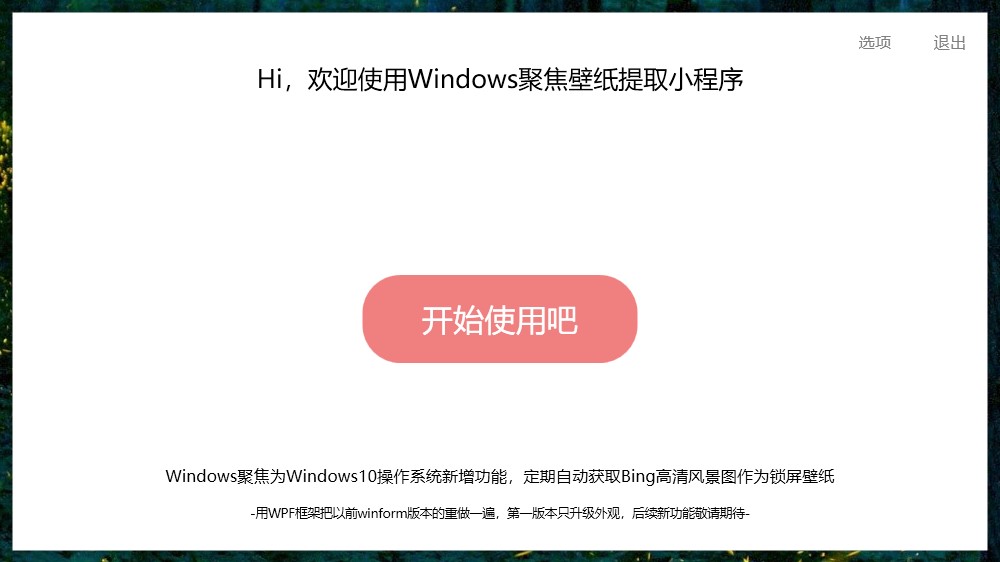 选项 退出
Hi，欢迎使用Windows聚焦壁纸提取小程序
开始使用吧
Windows聚焦为Windows10操作系统新增功能，定期自动获取Bing高清风景图作为锁屏壁纸
-用WPF框架把以前winform版本的重做一遍，第一版本只升级外观，后续新功能敬请期待-